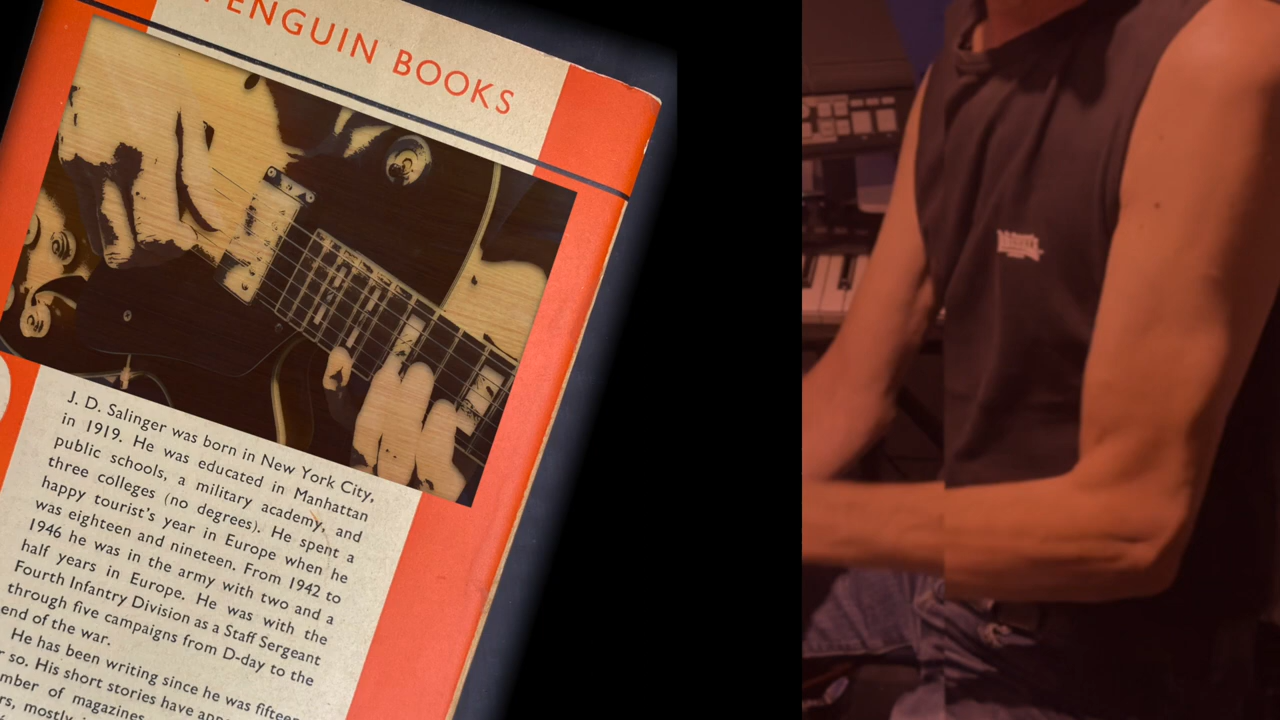 PENGUIN BOOKS
J. D. Salinger was born in New York City,
in 1919. He was educated in Manhattan
public schools, a military academy, and
three colleges (no degrees). He spent a
happy tourist's year in Europe when he
was eighteen and nineteen. From 1942 to
1946 he was in the army with two and a
half years in Europe. He was with the
Fourth Infantry Division as a Staff Sergeant
through five campaigns from D-day to the
end of the war.
He has been writing since he was fifteen
so. His short stories have
of magazines
mostly